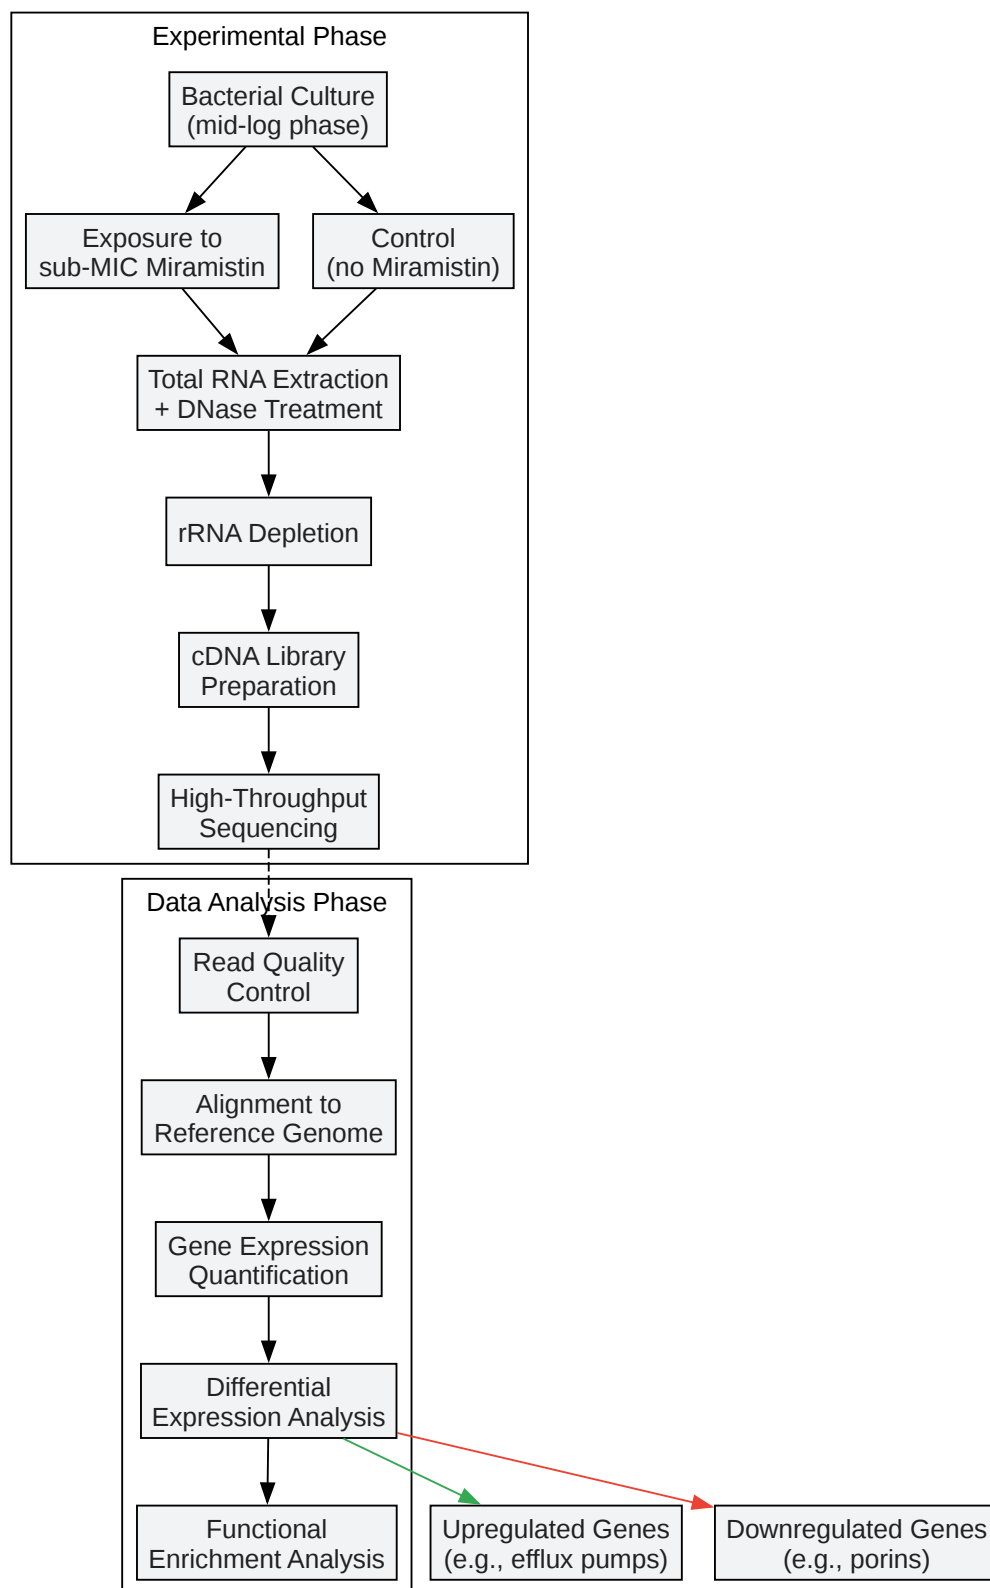 Experimental Phase
Bacterial Culture
(mid-log phase)
Exposure to
sub-MIC Miramistin
Control
(no Miramistin)
Total RNA Extraction
+ DNase Treatment
rRNA Depletion
cDNA Library
Preparation
High-Throughput
Sequencing
Data Analysis Phase
Read Quality
Control
Alignment to
Reference Genome
Gene Expression
Quantification
Differential
Expression Analysis
Functional
Enrichment Analysis
Upregulated Genes
(e.g., efflux pumps)
Downregulated Genes
(e.g., porins)